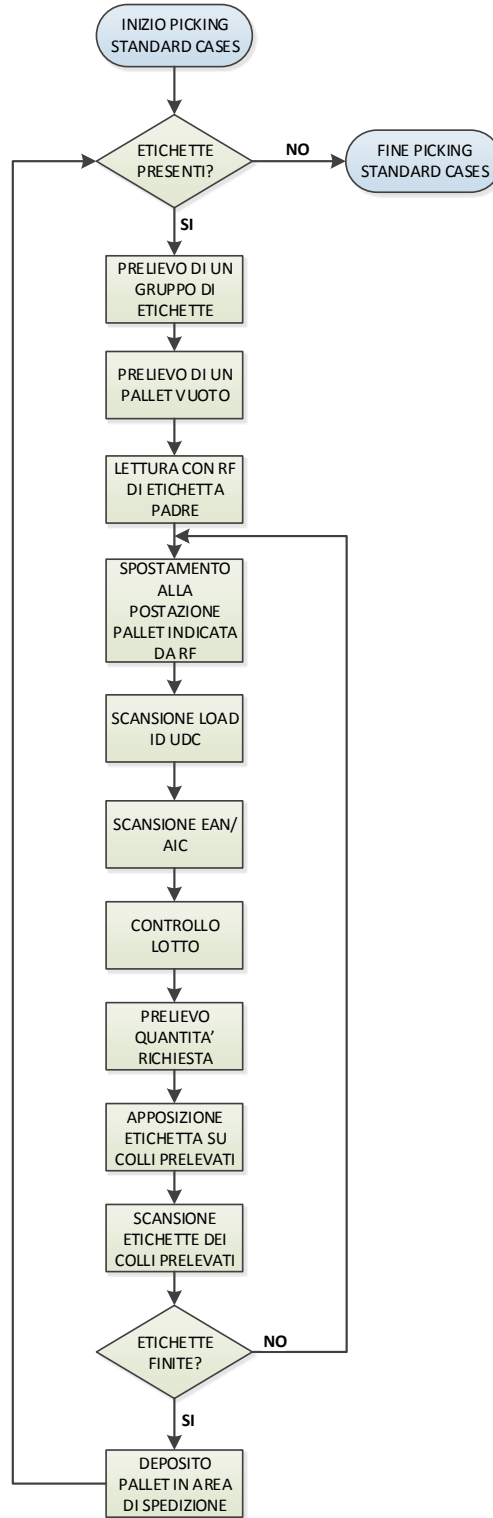 INIZIO PICKING
STANDARD CASES
ETICHETTE
PRESENTI?
NO
FINE PICKING
STANDARD CASES
SI
PRELIEVO DI UN
GRUPPO DI
ETICHETTE
PRELIEVO DI UN
PALLET VUOTO
LETTURA CON RF
DI ETICHETTA
PADRE
SPOSTAMENTO
ALLA
POSTAZIONE
PALLET INDICATA
DA RF
SCANSIONE LOAD
ID UDC
SCANSIONE EAN/
AIC
CONTROLLO
LOTTO
PRELIEVO
QUANTITA’
RICHIESTA
APPOSIZIONE
ETICHETTA SU
COLLI PRELEVATI
SCANSIONE
ETICHETTE DEI
COLLI PRELEVATI
ETICHETTE
FINITE?
NO
SI
DEPOSITO
PALLET IN AREA
DI SPEDIZIONE